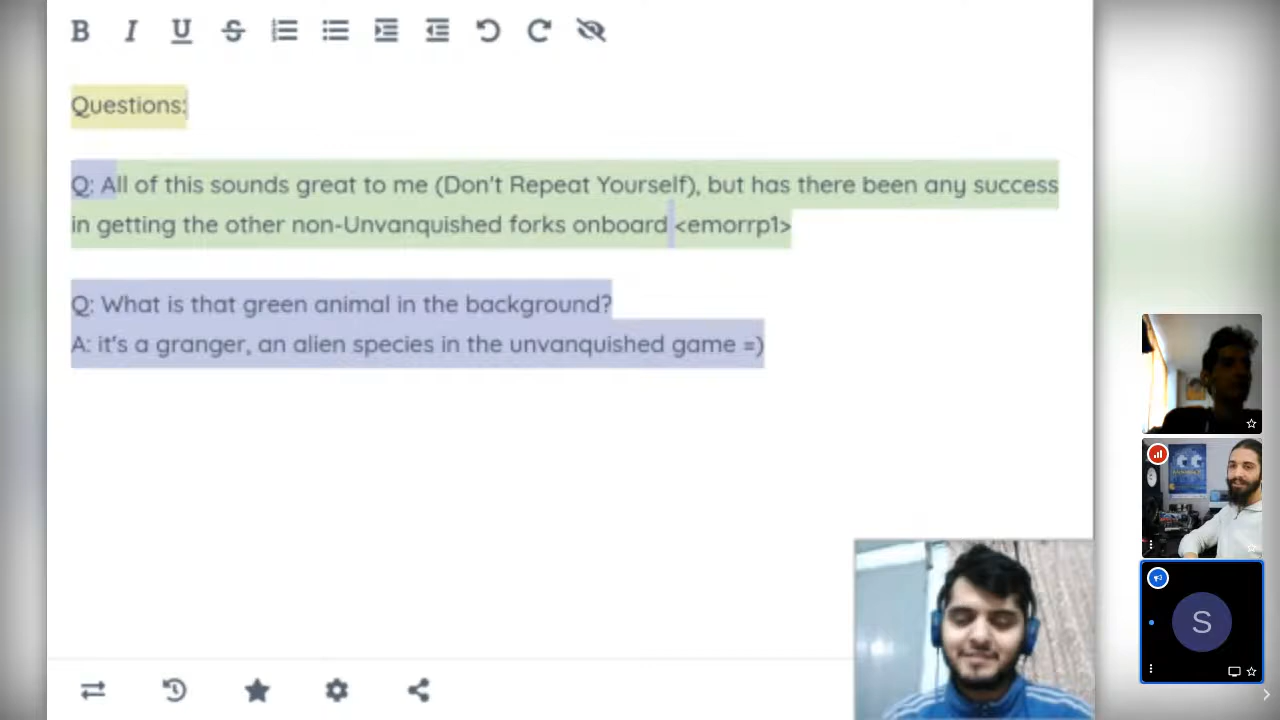 Questions:
Q: All of this sounds great to me (Don't Repeat Yourself), but has there been any success
in getting the other non-Unvanquished forks onboard <emorrp1>
Q: What is that green animal in the background?
A: it's a granger, an alien species in the unvanquished game =)
S